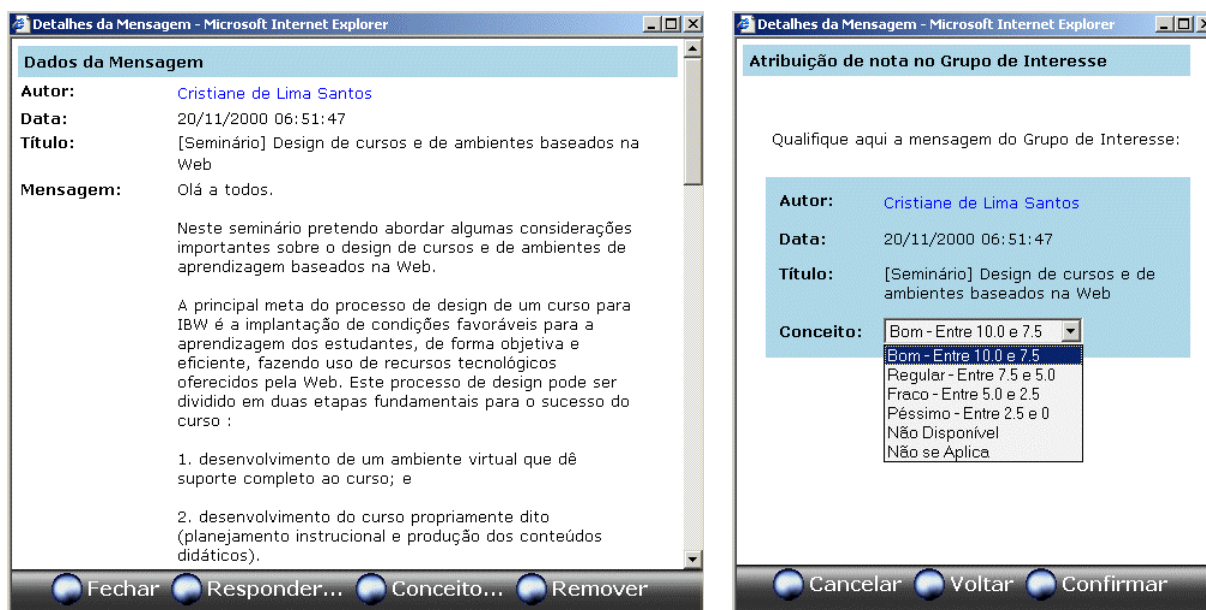 Detalhes da Mensagem - Microsoft Internet Explorer
Dados da Mensagem
Autor: Cristiane de Lima Santos
Data: 20/11/2000 06:51:47
Título: [Seminário] Design de cursos e de ambientes baseados na
Web
Mensagem: Olá a todos.
Neste seminário pretendo abordar algumas considerações
importantes sobre o design de cursos e de ambientes de
aprendizagem baseados na Web.
A principal meta do processo de design de um curso para
IBW é a implantação de condições favoráveis para a
aprendizagem dos estudantes, de forma objetiva e
eficiente, fazendo uso de recursos tecnológicos
oferecidos pela Web. Este processo de design pode ser
dividido em duas etapas fundamentais para o sucesso do
curso :
1. desenvolvimento de um ambiente virtual que dê
suporte completo ao curso; e
2. desenvolvimento do curso propriamente dito
(planejamento instrucional e produção dos conteúdos
didáticos).
Fechar Responder... Conceito... Remover
Detalhes da Mensagem - Microsoft Internet Explorer
Atribuição de nota no Grupo de Interesse
Qualifique aqui a mensagem do Grupo de Interesse:
Autor: Cristiane de Lima Santos
Data: 20/11/2000 06:51:47
Título: [Seminário] Design de cursos e de
ambientes baseados na Web
Conceito: Bom - Entre 10.0 e 7.5
Bom - Entre 10.0 e 7.5
Regular - Entre 7.5 e 5.0
Fraco - Entre 5.0 e 2.5
Péssimo - Entre 2.5 e 0
Não Disponível
Não se Aplica
Cancelar Voltar Confirmar